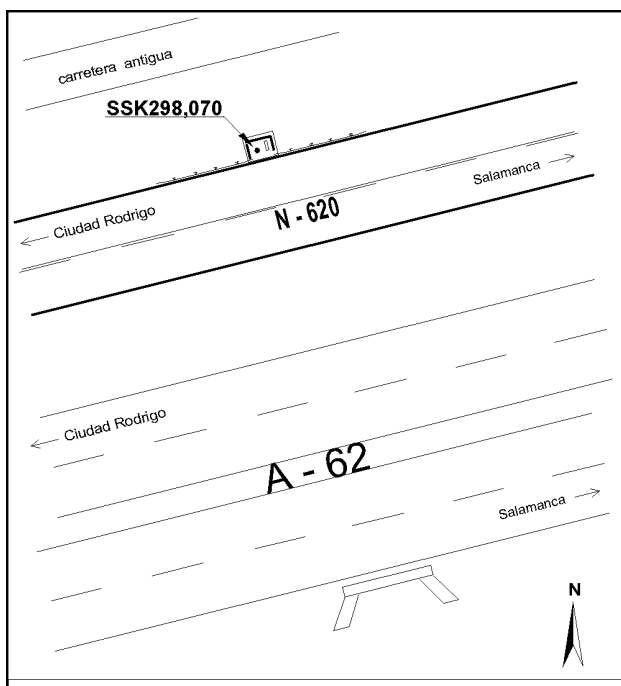 carretera antigua
SSK298,070
Salamanca
Ciudad Rodrigo
N - 620
Ciudad Rodrigo
A - 62
Salamanca
N